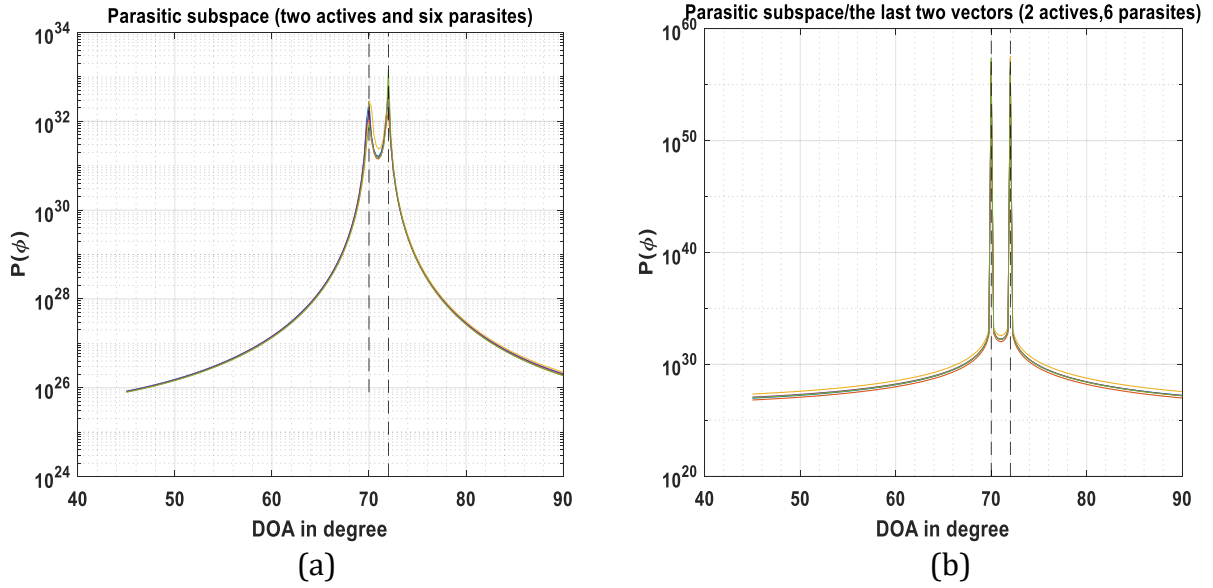 Parasitic subspace (two actives and six parasites)
10^34
10^32
10^30
10^28
10^26
10^24
P(ϕ)
40 50 60 70 80 90
DOA in degree
(a)
Parasitic subspace/the last two vectors (2 actives,6 parasites)
10^60
10^50
10^40
10^30
10^20
P(ϕ)
40 50 60 70 80 90
DOA in degree
(b)